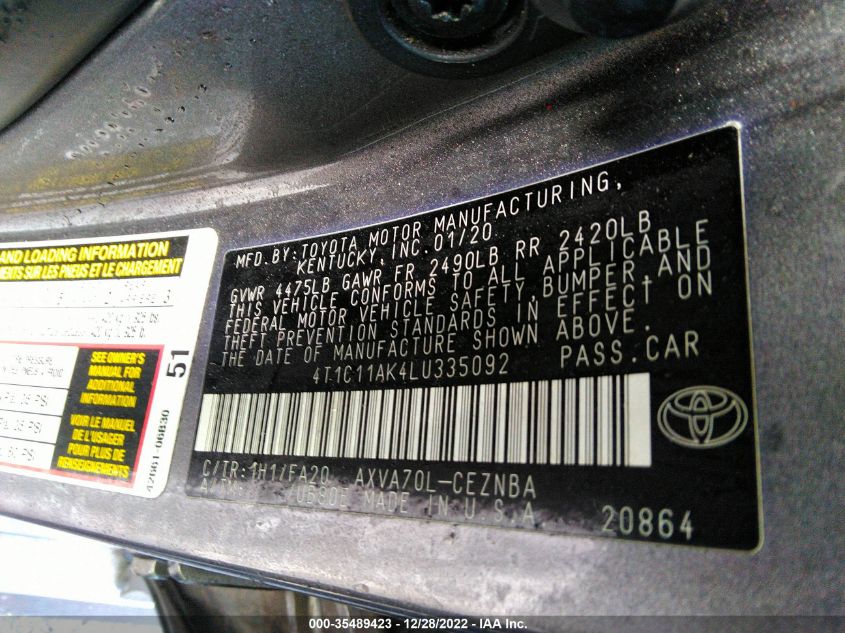 AND LOADING INFORMATION
MENTS SUR LES PNEUS ET LE CHARGEMENT
SEE OWNER'S
MANUAL FOR
ADDITIONAL
INFORMATION
VOIR LE MANUEL
DE L'USAGER
POUR PLUS DE
RENSEIGNEMENTS
51
42661-06B30
MFD.BY:TOYOTA MOTOR MANUFACTURING,
KENTUCKY, INC. 01/20
GVWR 4475LB GAWR FR 2490LB RR 2420LB
THIS VEHICLE CONFORMS TO ALL APPLICABLE
FEDERAL MOTOR VEHICLE SAFETY,BUMPER,AND
THEFT PREVENTION STANDARDS IN EFFECT ON
THE DATE OF MANUFACTURE SHOWN ABOVE.
4T1C11AK4LU335092 PASS.CAR
C/TR:1H1/FA20 AXVA70L-CEZNBA
MADE IN U.S.A
20864
000-35489423 - 12/28/2022 - IAA Inc.